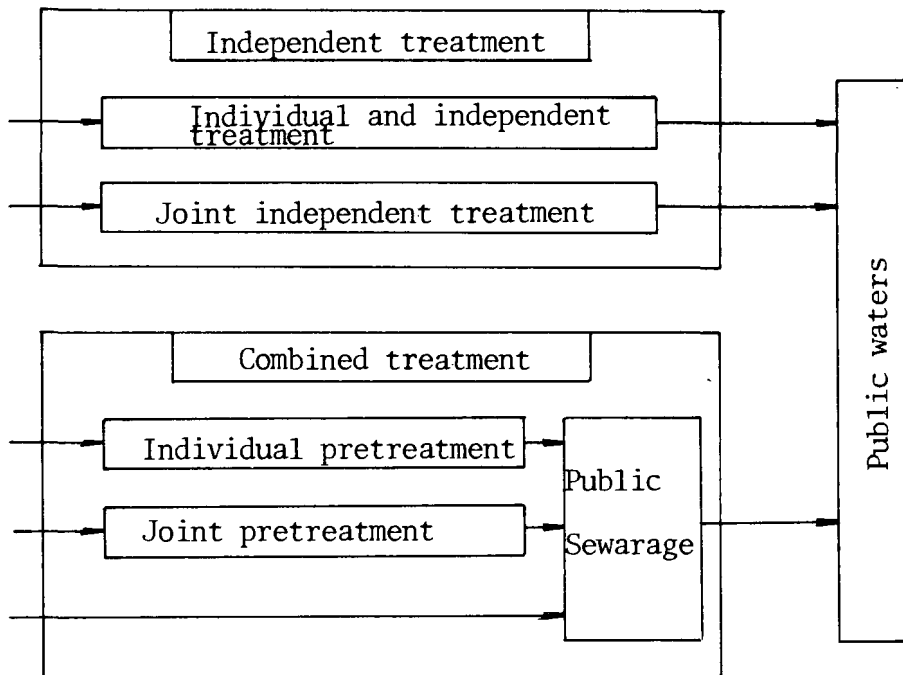 Independent treatment
Individual and independent
treatment
Joint independent treatment
Combined treatment
Individual pretreatment
Joint pretreatment
Public
Sewarage
Public waters